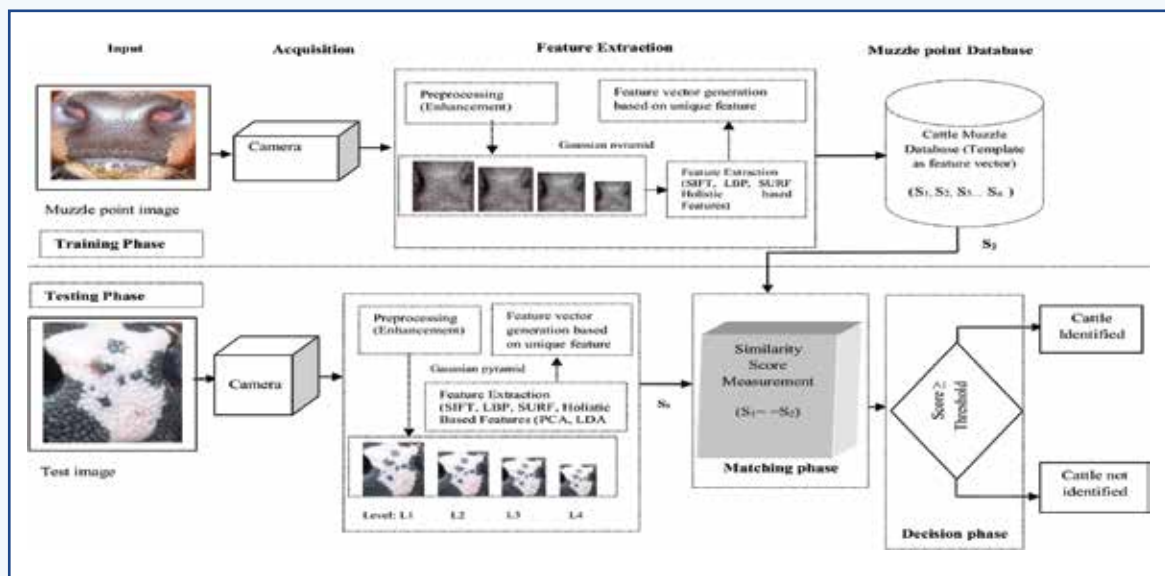 Input
Acquisition
Feature Extraction
Muzzle point Database
Preprocessing
(Enhancement)
Feature vector generation
based on unique feature
Camera
Gaussian pyramid
Feature Extraction
(SIFT, LBP, SURF
Holistic based
Features)
Cattle Muzzle
Database (Template
as feature vector)
Muzzle point image
Training Phase
Testing Phase
Preprocessing
(Enhancement)
Feature vector
generation based
on unique feature
Camera
Gaussian pyramid
Feature Extraction
(SIFT, LBP, SURF, Holistic
Based Features (PCA, LDA
Test image
Level: L1 L2 L3 L4
Similarity
Score
Measurement
Matching phase
Score >=
Threshold
Cattle
Identified
Cattle not
identified
Decision phase